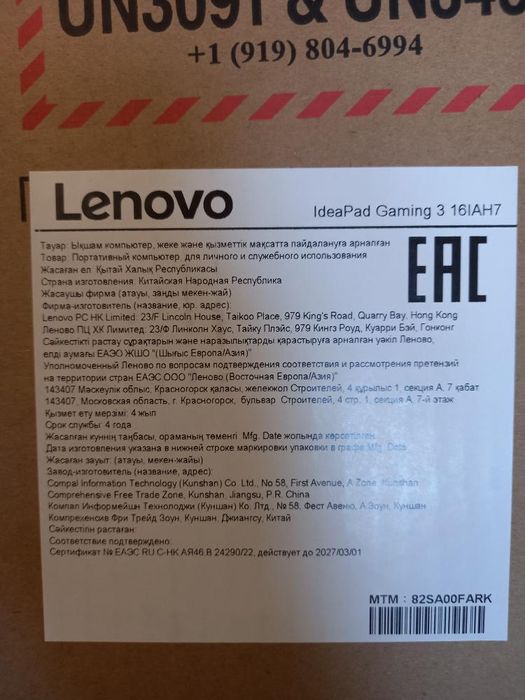 UN3091 & UN348
+1 (919) 804-6994
Lenovo
IdeaPad Gaming 3 16IAH7
EAC
Тауар: Ықшам компьютер, жеке және қызметтік мақсатта пайдалануға арналған
Товар: Портативный компьютер, для личного и служебного использования
Жасаған ел: Қытай Халық Республикасы
Страна изготовления: Китайская Народная Республика
Жасаушы фирма (атауы, заңды мекен-жай)
Фирма-изготовитель (название, юр. адрес):
Lenovo PC HK Limited: 23/F Lincoln House, Taikoo Place, 979 King's Road, Quarry Bay, Hong Kong
Леново ПЦ ХК Лимитед: 23/Ф Линколн Хаус, Тайку Плэйс, 979 Кингз Роуд, Куарри Бэй, Гонконг
Сәйкестікті растау сұрақтарын және наразылықтарды қарастыруға арналған уәкіл Леново,
елді аумағы ЕАЭО ЖШО "(Шығыс Европа/Азия)"
Уполномоченный Леново по вопросам подтверждения соответствия и рассмотрения претензий
на территории стран ЕАЭС ООО "Леново (Восточная Европа/Азия)"
143407 Мәскеулік облыс, Красногорск қаласы, желекжол Строителей, 4 құрылыс 1, секция А, 7 қабат
143407, Московская область, г. Красногорск, бульвар Строителей, 4 стр. 1, секция А, 7-й этаж
Қызмет ету мерзімі: 4 жыл
Срок службы: 4 года
Жасалған куннің таңбасы, ораманың төменгі Mfg. Date жолында көрсетілген
Дата изготовления указана в нижней строке маркировки упаковки в графе Mfg. Date
Жасаған зауыт: (атауы, мекен-жайы)
Завод-изготовитель (название, адрес):
Compal Information Technology (Kunshan) Co. Ltd., No 58, First Avenue, A Zone, Kunshan
Comprehensive Free Trade Zone, Kunshan, Jiangsu, P.R. China
Компал Информейшн Технолоджи (Куншан) Ко. Лтд., № 58, Фест Авеню, А Зоун, Куншан
Компрехенсив Фри Трейд Зоун, Куншан, Джиангсу, Китай
Сәйкестікпін растаған:
Соответствие подтверждено:
Сертификат № ЕАЭС RU С-HK.АЯ46.В 24290/22, действует до 2027/03/01
MTM : 82SA00FARK